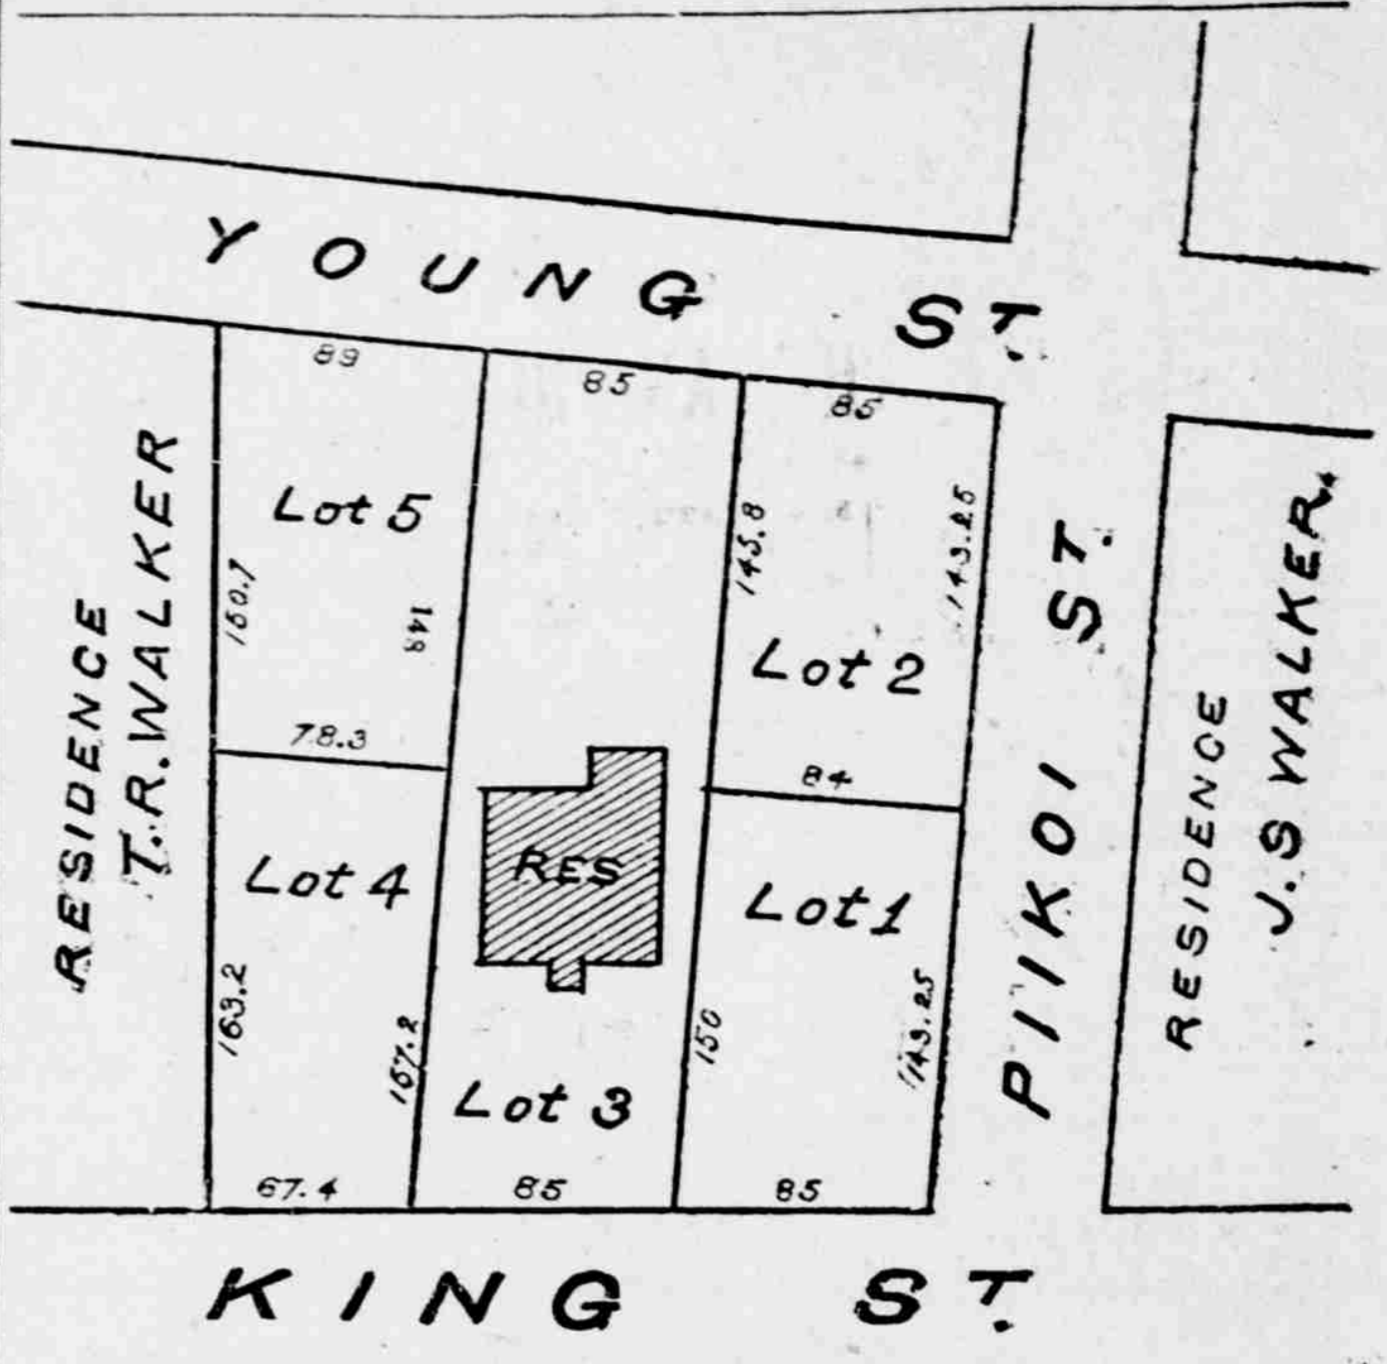 YOUNG ST.
89
85
85
Lot 5
150.7
148
78.3
145.8
143.25
Lot 2
84
RESIDENCE
T.R.WALKER
Lot 4
163.2
157.2
67.4
RES
Lot 3
85
Lot 1
150
143.25
85
PIIKOI ST.
RESIDENCE
J.S WALKER
KING ST.